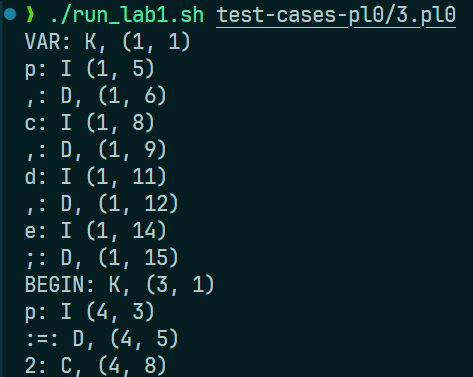 ❯ ./run_lab1.sh test-cases-pl0/3.pl0
VAR: K, (1, 1)
p: I (1, 5)
,: D, (1, 6)
c: I (1, 8)
,: D, (1, 9)
d: I (1, 11)
,: D, (1, 12)
e: I (1, 14)
;: D, (1, 15)
BEGIN: K, (3, 1)
p: I (4, 3)
:=: D, (4, 5)
2: C, (4, 8)